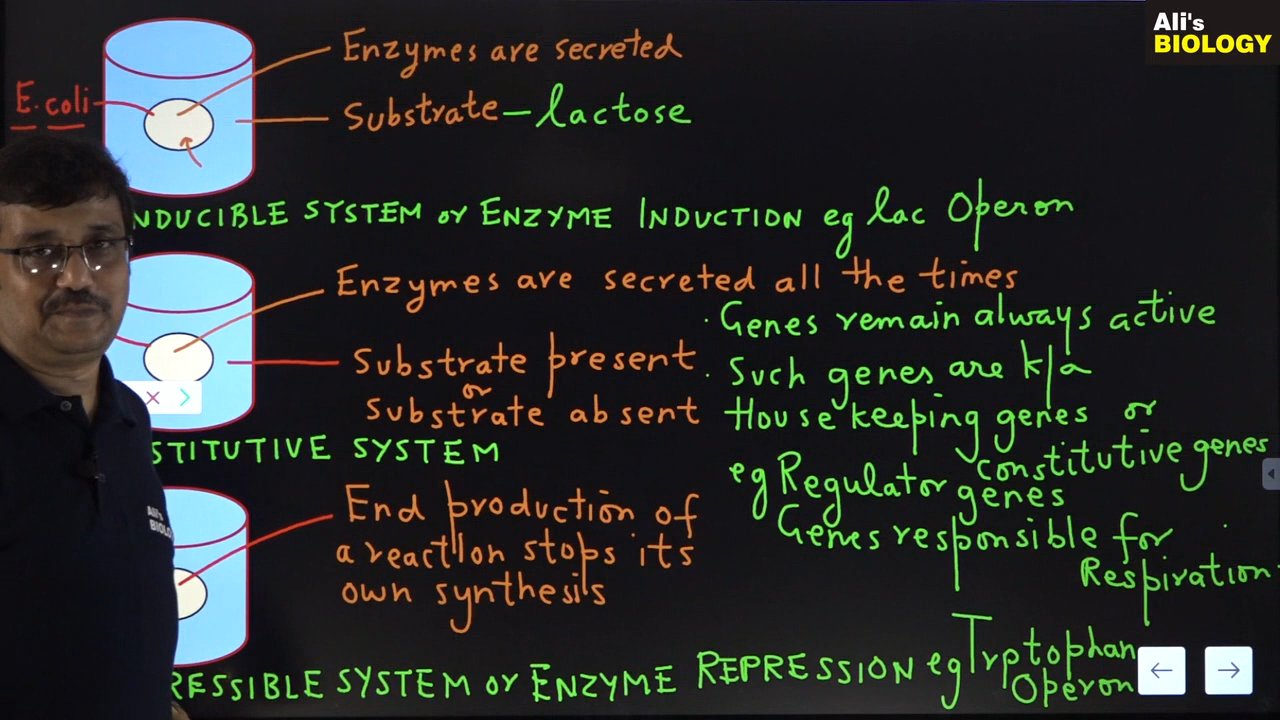 Ali's
BIOLOGY
Enzymes are secreted
E.coli
Substrate - lactose
NDUCIBLE SYSTEM or ENZYME INDUCTION eg lac Operon
Enzymes are secreted all the times
. Genes remain always active
Substrate present
. Such genes are k/a
or
Substrate absent
House keeping genes or
constitutive genes
STITUTIVE SYSTEM
eg Regulator genes
End production of
Genes responsible for
a reaction stops its
Respiration
own synthesis
RESSIBLE SYSTEM or ENZYME REPRESSION eg Tryptophan
Operon
Ali's
BIOL